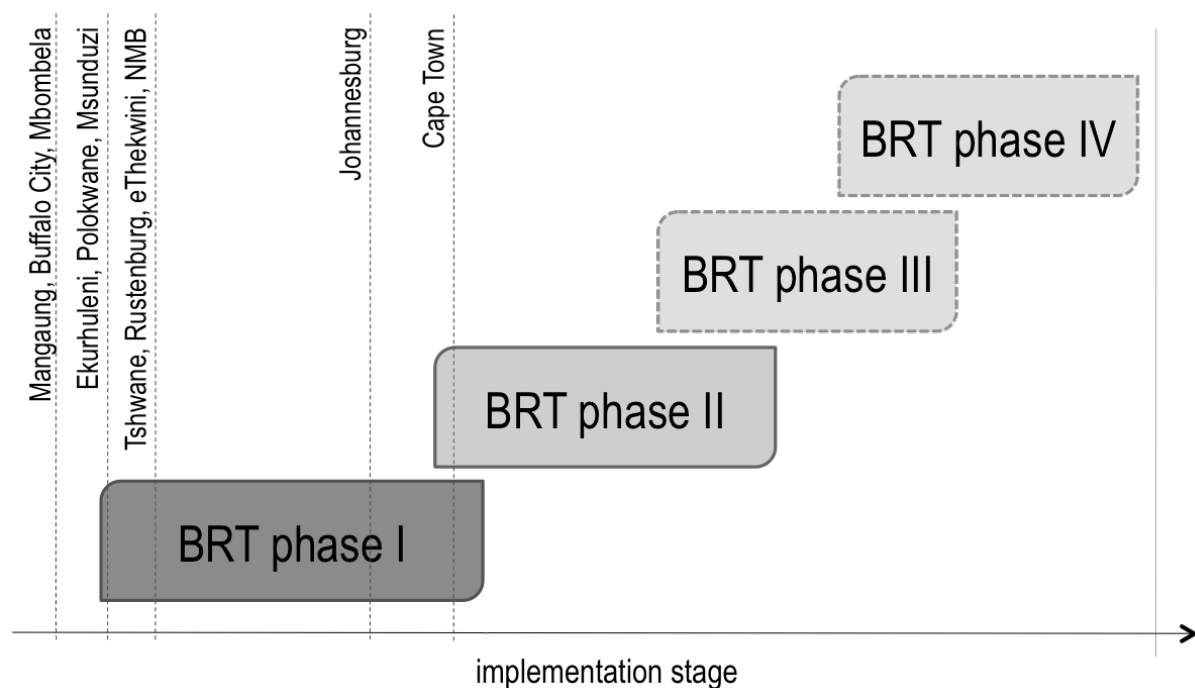 Mangaung, Buffalo City, Mbombela
Ekurhuleni, Polokwane, Msunduzi
Tshwane, Rustenburg, eThekwini, NMB
Johannesburg
Cape Town
BRT phase IV
BRT phase III
BRT phase II
BRT phase I
implementation stage